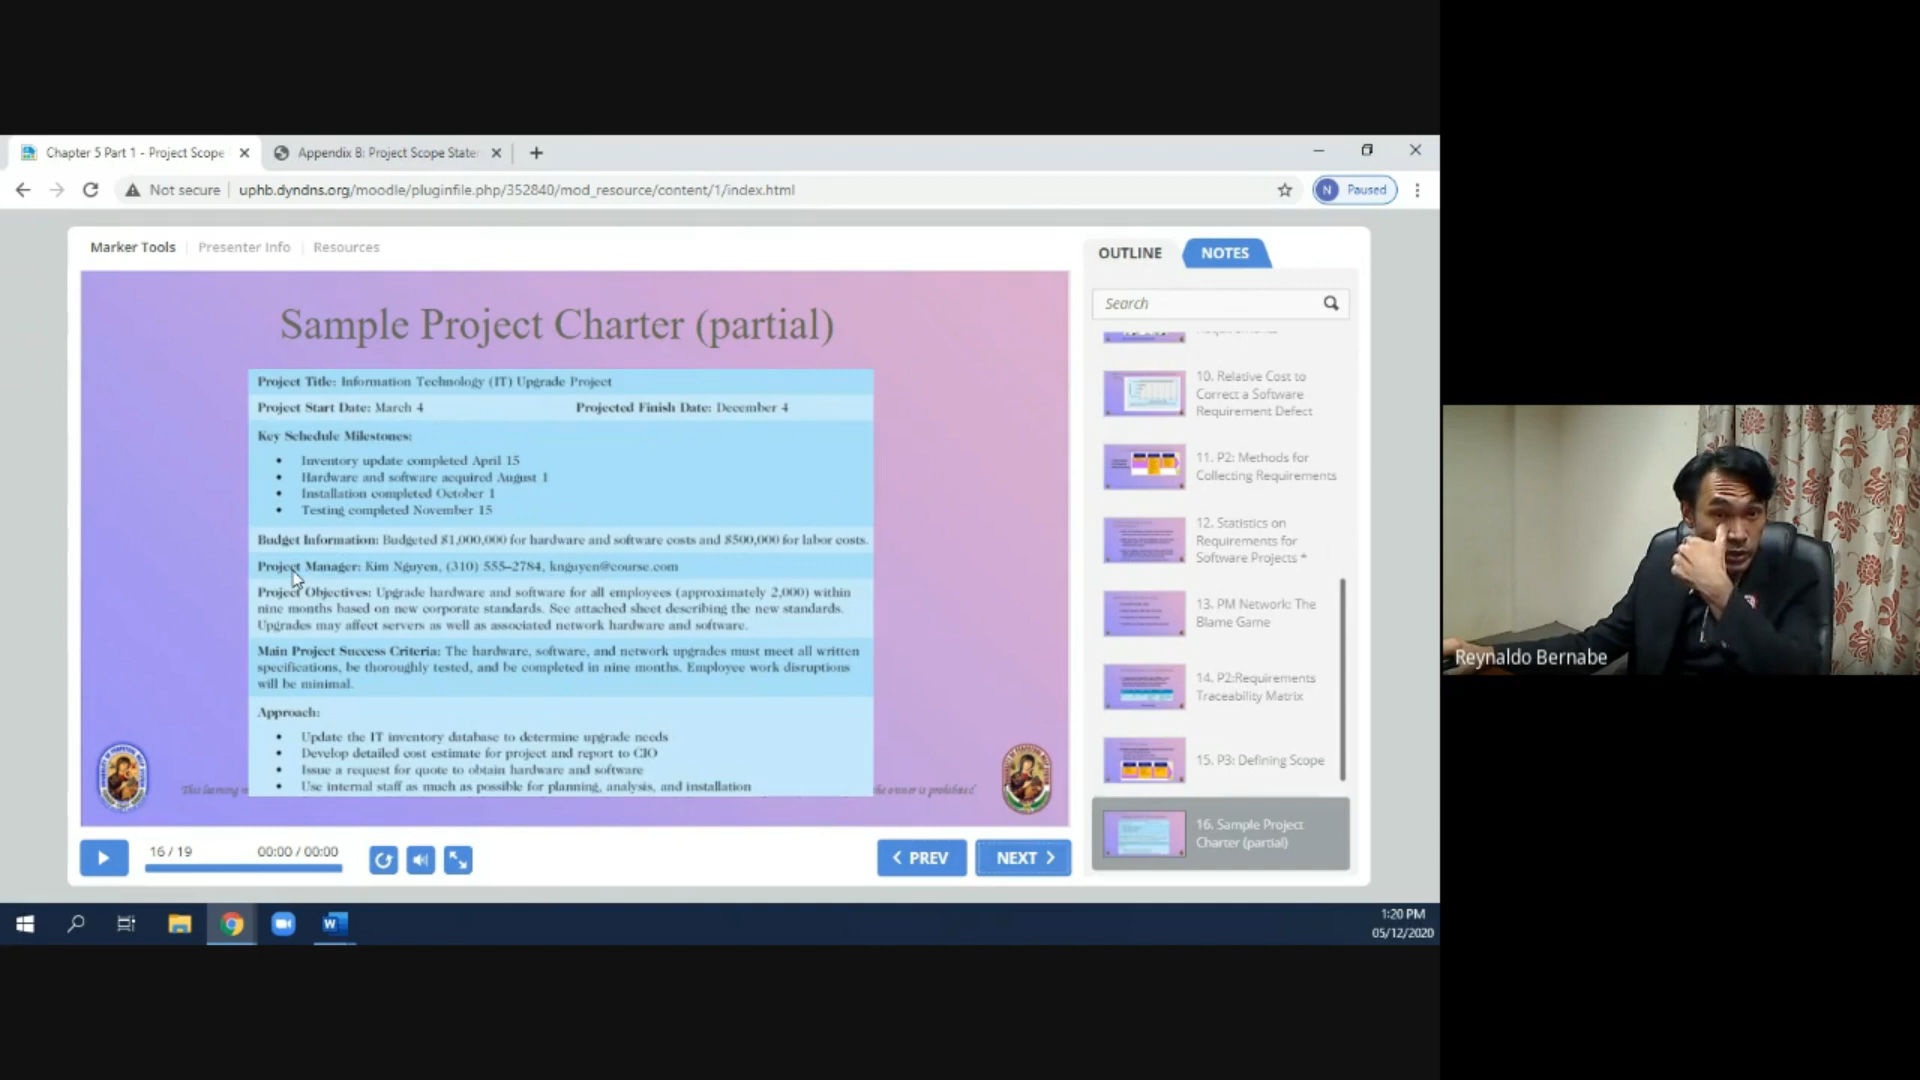 Chapter 5 Part 1 - Project Scope
Appendix B: Project Scope State
Not secure
uphb.dyndns.org/moodle/pluginfile.php/352840/mod_resource/content/1/index.html
N Paused
Marker Tools
Presenter Info
Resources
Sample Project Charter (partial)
Project Title: Information Technology (IT) Upgrade Project
Project Start Date: March 4 Projected Finish Date: December 4
Key Schedule Milestones:
• Inventory update completed April 15
• Hardware and software acquired August 1
• Installation completed October 1
• Testing completed November 15
Budget Information: Budgeted $1,000,000 for hardware and software costs and $500,000 for labor costs.
Project Manager: Kim Nguyen, (310) 555–2784, knguyen@course.com
Project Objectives: Upgrade hardware and software for all employees (approximately 2,000) within
nine months based on new corporate standards. See attached sheet describing the new standards.
Upgrades may affect servers as well as associated network hardware and software.
Main Project Success Criteria: The hardware, software, and network upgrades must meet all written
specifications, be thoroughly tested, and be completed in nine months. Employee work disruptions
will be minimal.
Approach:
• Update the IT inventory database to determine upgrade needs
• Develop detailed cost estimate for project and report to CIO
• Issue a request for quote to obtain hardware and software
• Use internal staff as much as possible for planning, analysis, and installation
This learning
owner is prohibited
16 / 19
00:00 / 00:00
PREV
NEXT
OUTLINE
NOTES
Search
10. Relative Cost to
Correct a Software
Requirement Defect
11. P2: Methods for
Collecting Requirements
12. Statistics on
Requirements for
Software Projects *
13. PM Network: The
Blame Game
14. P2:Requirements
Traceability Matrix
15. P3: Defining Scope
16. Sample Project
Charter (partial)
1:20 PM
05/12/2020
Reynaldo Bernabe